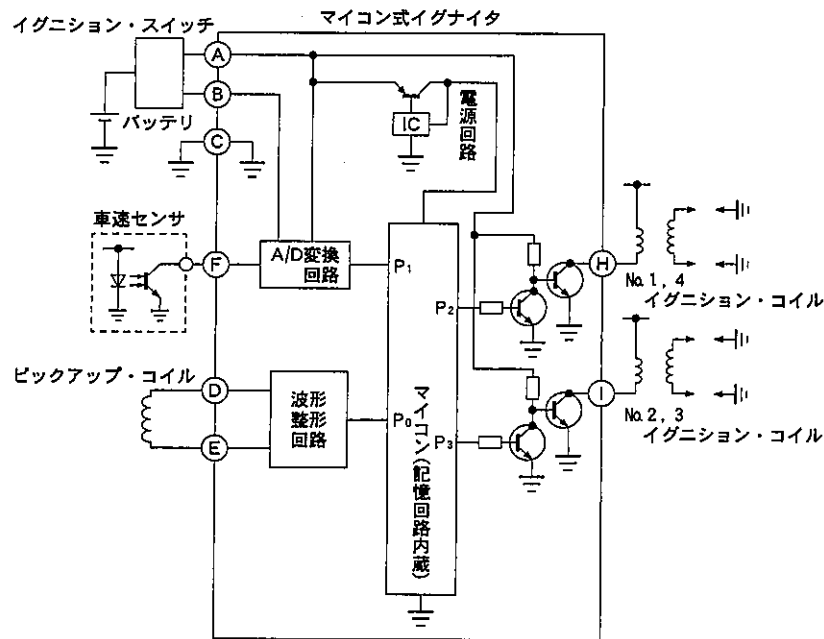 イグニション・スイッチ
マイコン式イグナイタ
A
B
バッテリ
C
IC
電源回路
車速センサ
F
A/D変換
回路
P1
P2
H
No.1, 4
イグニション・コイル
ピックアップ・コイル
D
E
波形
整形
回路
P0
マイコン(記憶回路内蔵)
P3
I
No.2, 3
イグニション・コイル